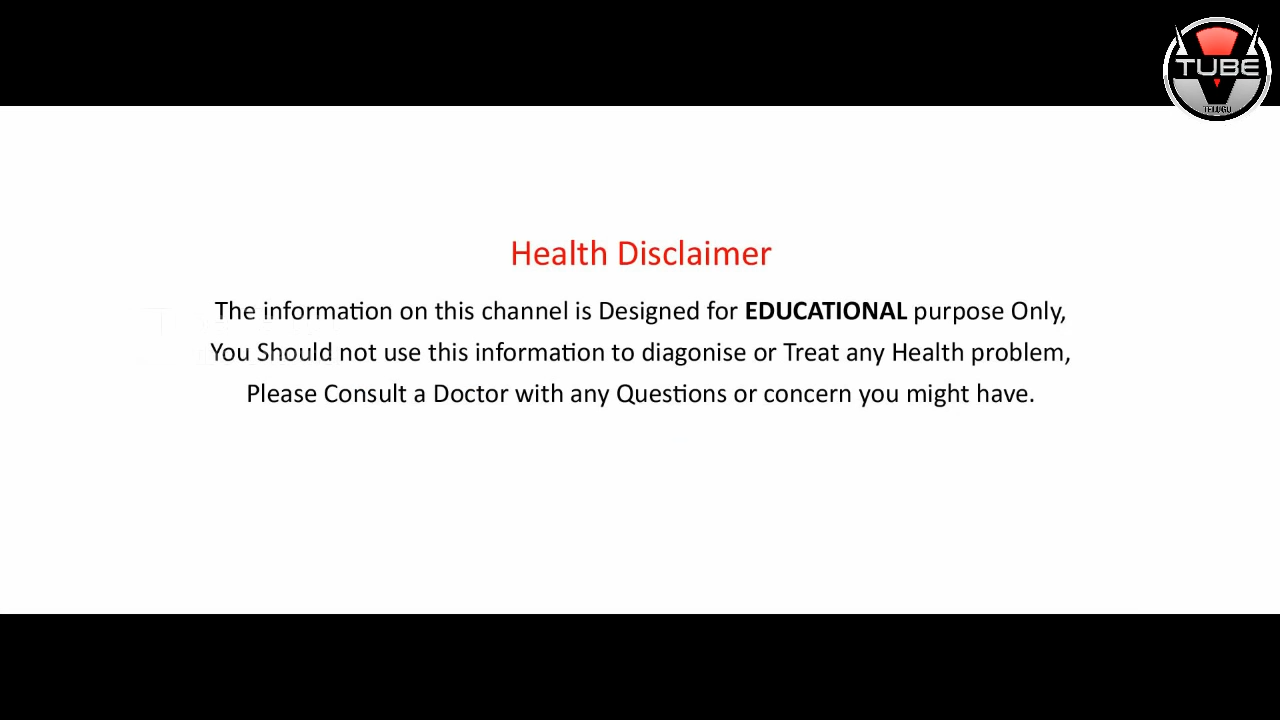 TUBE
TELUGU
Health Disclaimer
The information on this channel is Designed for EDUCATIONAL purpose Only,
You Should not use this information to diagonise or Treat any Health problem,
Please Consult a Doctor with any Questions or concern you might have.